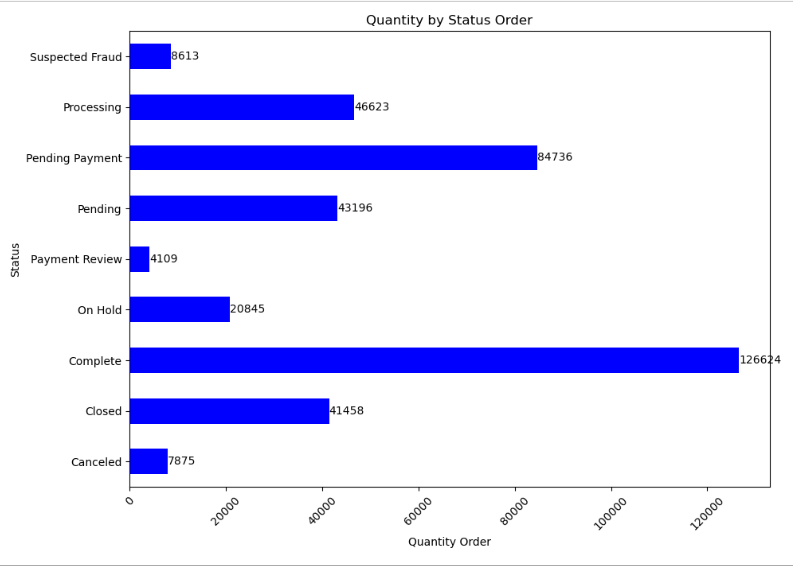 Quantity by Status Order
Status
Suspected Fraud 8613
Processing 46623
Pending Payment 84736
Pending 43196
Payment Review 4109
On Hold 20845
Complete 126624
Closed 41458
Canceled 7875
0 20000 40000 60000 80000 100000 120000
Quantity Order